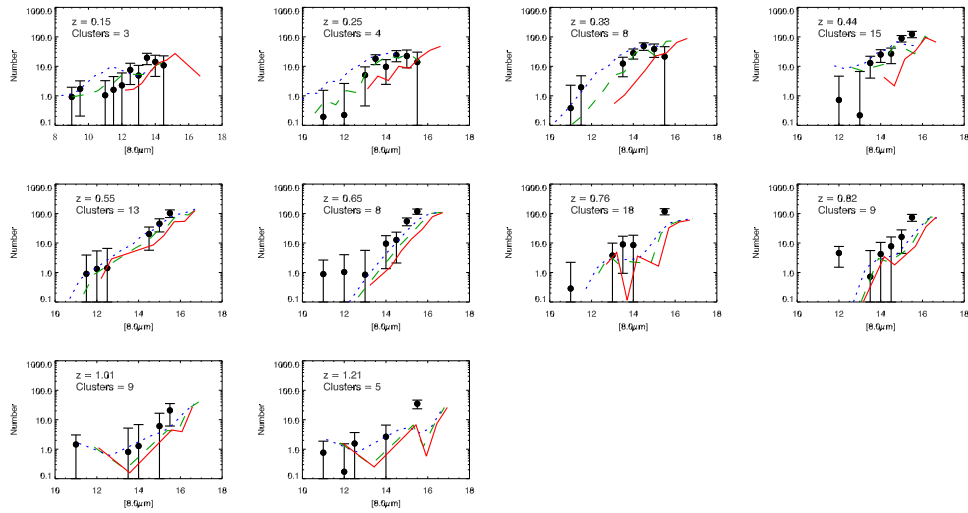 1000.0
100.0
10.0
1.0
0.1
Number
z = 0.15
Clusters = 3
8 10 12 14 16 18
[8.0μm]
1000.0
100.0
10.0
1.0
0.1
Number
z = 0.25
Clusters = 4
10 12 14 16 18
[8.0μm]
1000.0
100.0
10.0
1.0
0.1
Number
z = 0.33
Clusters = 8
10 12 14 16 18
[8.0μm]
1000.0
100.0
10.0
1.0
0.1
Number
z = 0.44
Clusters = 15
10 12 14 16 18
[8.0μm]
1000.0
100.0
10.0
1.0
0.1
Number
z = 0.55
Clusters = 13
10 12 14 16 18
[8.0μm]
1000.0
100.0
10.0
1.0
0.1
Number
z = 0.65
Clusters = 8
10 12 14 16 18
[8.0μm]
1000.0
100.0
10.0
1.0
0.1
Number
z = 0.76
Clusters = 18
10 12 14 16 18
[8.0μm]
1000.0
100.0
10.0
1.0
0.1
Number
z = 0.82
Clusters = 9
10 12 14 16 18
[8.0μm]
1000.0
100.0
10.0
1.0
0.1
Number
z = 1.01
Clusters = 9
10 12 14 16 18
[8.0μm]
1000.0
100.0
10.0
1.0
0.1
Number
z = 1.21
Clusters = 5
10 12 14 16 18
[8.0μm]